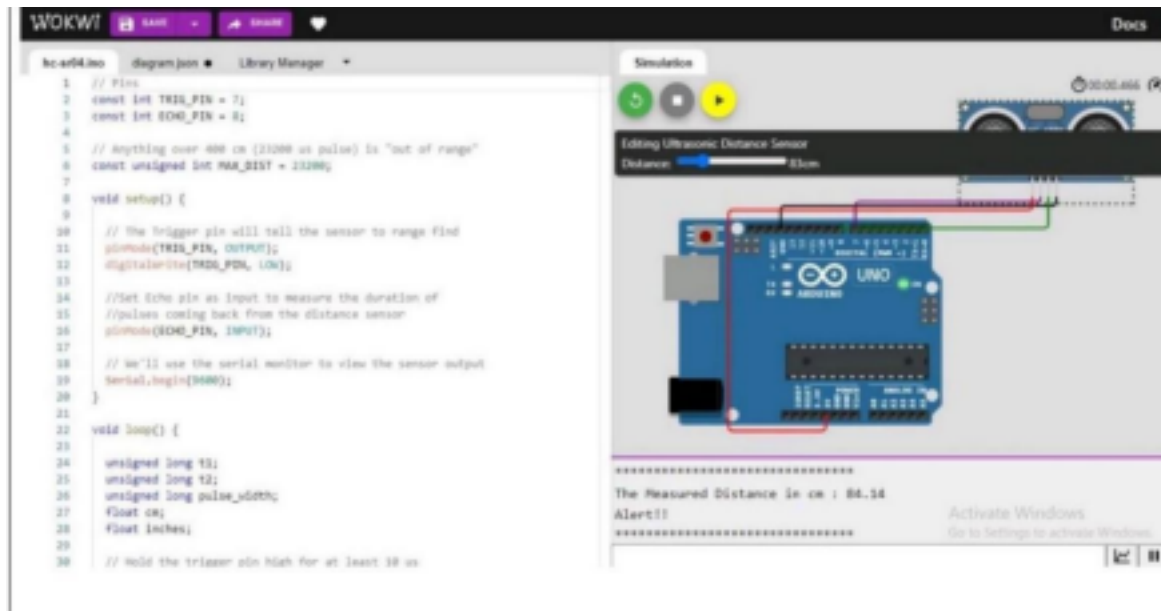 WOKWI SAVE SHARE Docs
hc-sr04.ino diagram.json Library Manager
1 // Pins
2 const int TRIG_PIN = 7;
3 const int ECHO_PIN = 8;
4
5 // Anything over 400 cm (23200 us pulse) is "out of range"
6 const unsigned int MAX_DIST = 23200;
7
8 void setup() {
9
10 // The Trigger pin will tell the sensor to range find
11 pinMode(TRIG_PIN, OUTPUT);
12 digitalWrite(TRIG_PIN, LOW);
13
14 //Set Echo pin as input to measure the duration of
15 //pulses coming back from the distance sensor
16 pinMode(ECHO_PIN, INPUT);
17
18 // We'll use the serial monitor to view the sensor output
19 Serial.begin(9600);
20 }
21
22 void loop() {
23
24 unsigned long t1;
25 unsigned long t2;
26 unsigned long pulse_width;
27 float cm;
28 float inches;
29
30 // Hold the trigger pin high for at least 10 us
Simulation
00:00.466
Editing Ultrasonic Distance Sensor
Distance: 83cm
DIGITAL (PWM ~)
UNO
ARDUINO
POWER ANALOG IN
******************************
The Measured Distance in cm : 84.14
Alert!!
******************************
Activate Windows
Go to Settings to activate Windows.